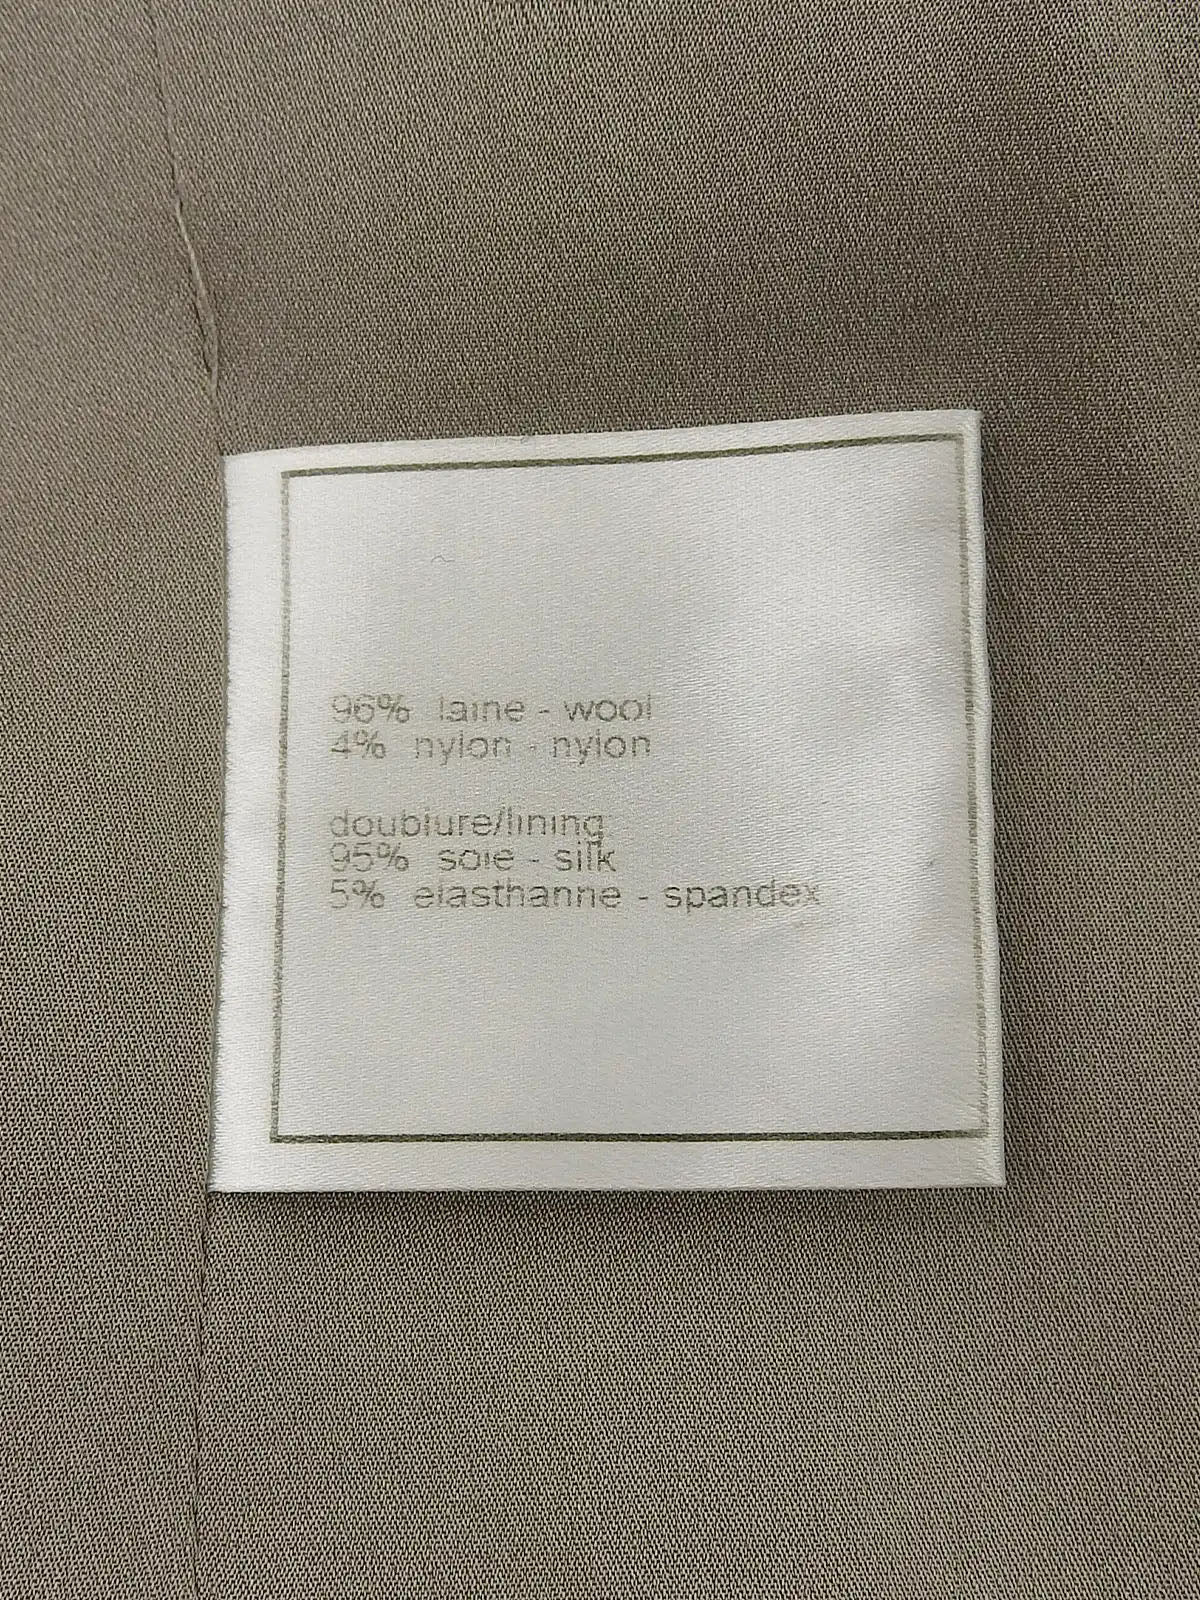 96% laine - wool
4% nylon - nylon
doublure/lining
95% soie - silk
5% elasthanne - spandex